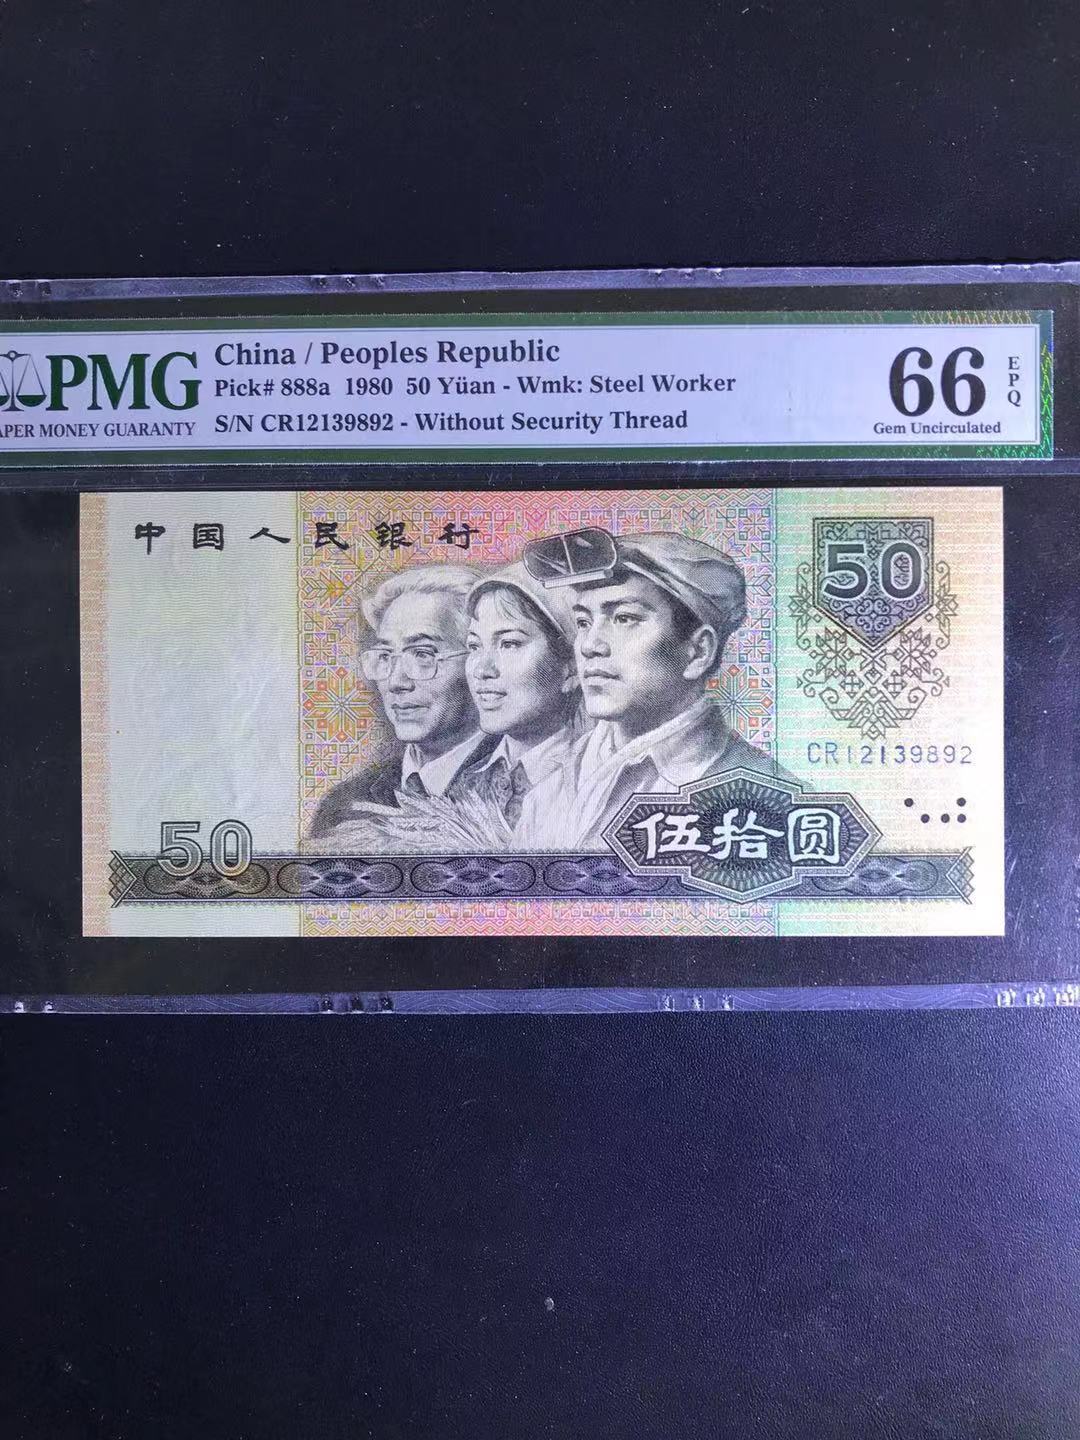 PMG
APER MONEY GUARANTY
China / Peoples Republic
Pick# 888a 1980 50 Yüan - Wmk: Steel Worker
S/N CR12139892 - Without Security Thread
66
EPQ
Gem Uncirculated
中国人民银行
50
CR12139892
50
伍拾圆